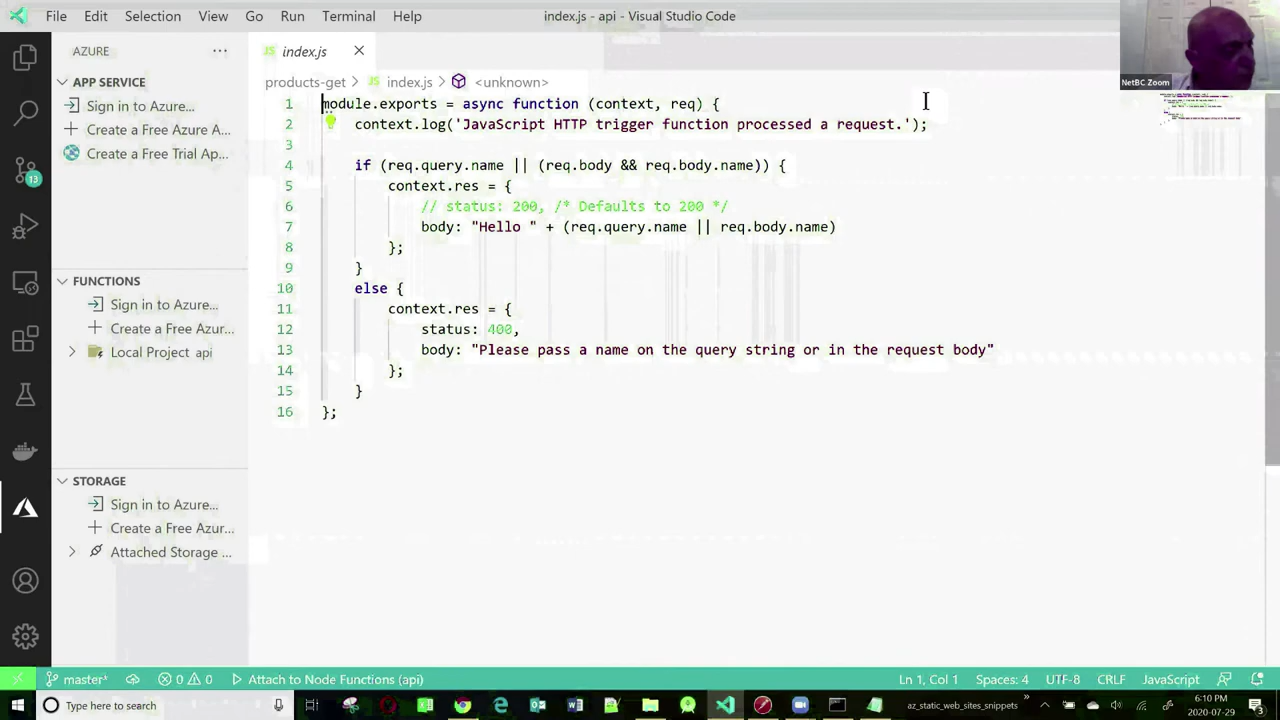 File Edit Selection View Go Run Terminal Help
index.js - api - Visual Studio Code
NetBC Zoom
AZURE
APP SERVICE
Sign in to Azure...
Create a Free Azure A...
Create a Free Trial Ap...
13
FUNCTIONS
Sign in to Azure...
Create a Free Azur...
Local Project api
STORAGE
Sign in to Azure...
Create a Free Azur...
Attached Storage ...
JS index.js
products-get > JS index.js > <unknown>
1 module.exports = function (context, req) {
2 context.log(' HTTP trigger function a request.');
3
4 if (req.query.name || (req.body && req.body.name)) {
5 context.res = {
6 // status: 200, /* Defaults to 200 */
7 body: "Hello " + (req.query.name || req.body.name)
8 };
9 }
10 else {
11 context.res = {
12 status: 400,
13 body: "Please pass a name on the query string or in the request body"
14 };
15 }
16 };
master* 0 0 Attach to Node Functions (api)
Ln 1, Col 1 Spaces: 4 UTF-8 CRLF JavaScript
Type here to search
az_static_web_sites_snippets
6:10 PM
2020-07-29
3